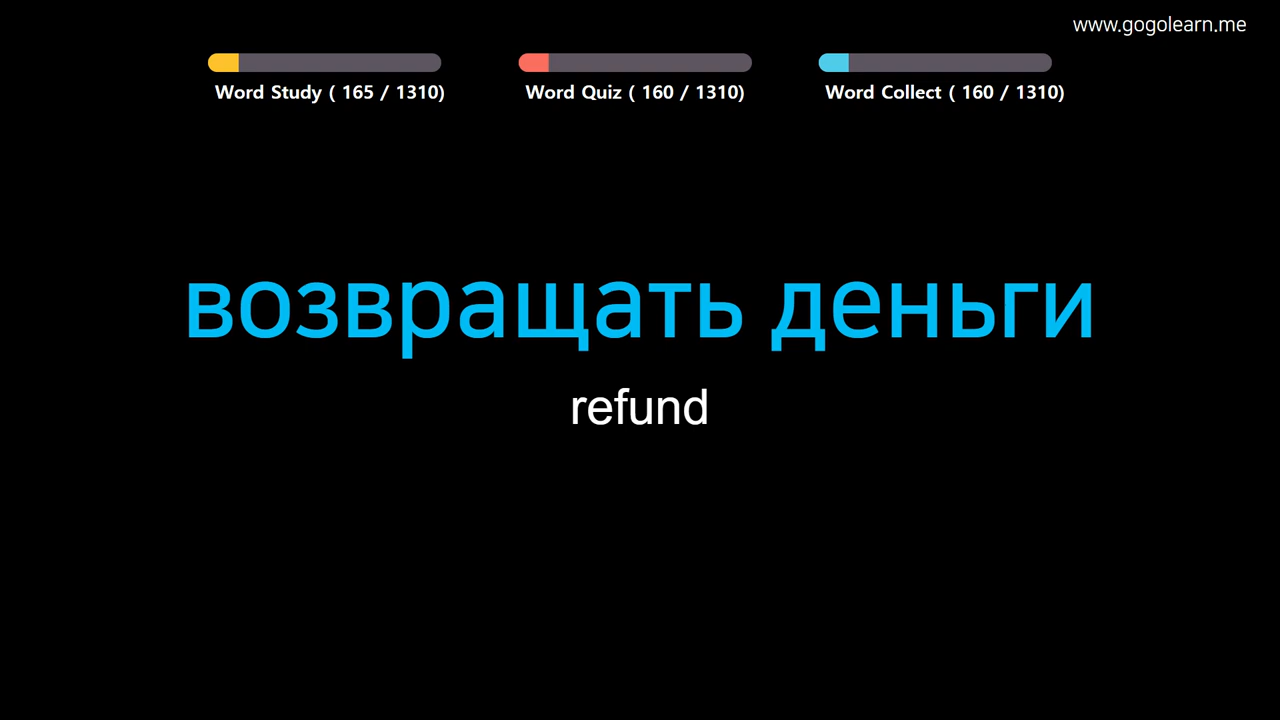 www.gogolearn.me
Word Study ( 165 / 1310)
Word Quiz ( 160 / 1310)
Word Collect ( 160 / 1310)
возвращать деньги
refund